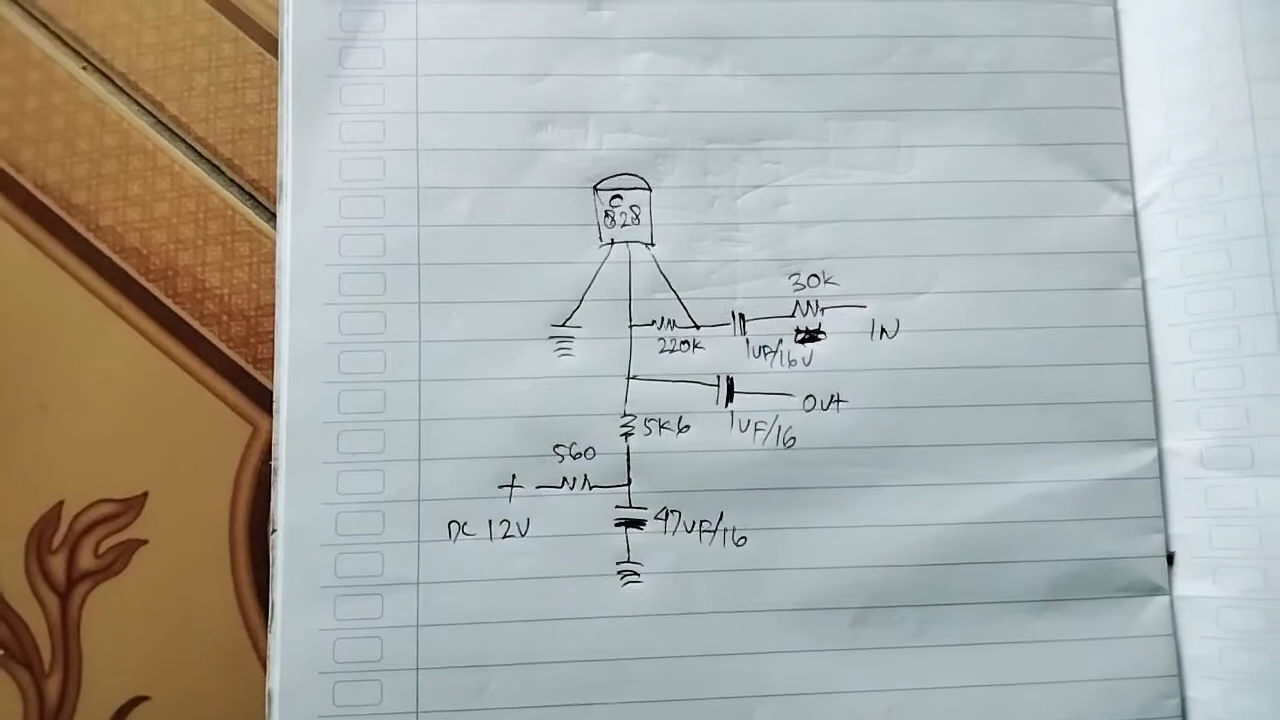 C
828
30k
220k
1uF/16V
IN
OUT
5K6
1uF/16
560
+
DC 12V
47uF/16